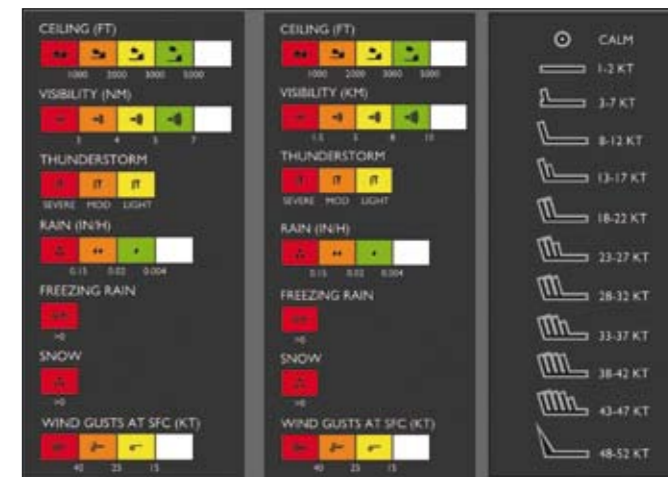 CEILING (FT)
1000 2000 3000 5000
VISIBILITY (NM)
3 4 5 7
THUNDERSTORM
SEVERE MOD LIGHT
RAIN (IN/H)
0.15 0.02 0.004
FREEZING RAIN
>0
SNOW
>0
WIND GUSTS AT SFC (KT)
40 25 15
CEILING (FT)
1000 2000 3000 5000
VISIBILITY (KM)
1.5 5 8 10
THUNDERSTORM
SEVERE MOD LIGHT
RAIN (IN/H)
0.15 0.02 0.004
FREEZING RAIN
>0
SNOW
>0
WIND GUSTS AT SFC (KT)
40 25 15
CALM
1-2 KT
3-7 KT
8-12 KT
13-17 KT
18-22 KT
23-27 KT
28-32 KT
33-37 KT
38-42 KT
43-47 KT
48-52 KT